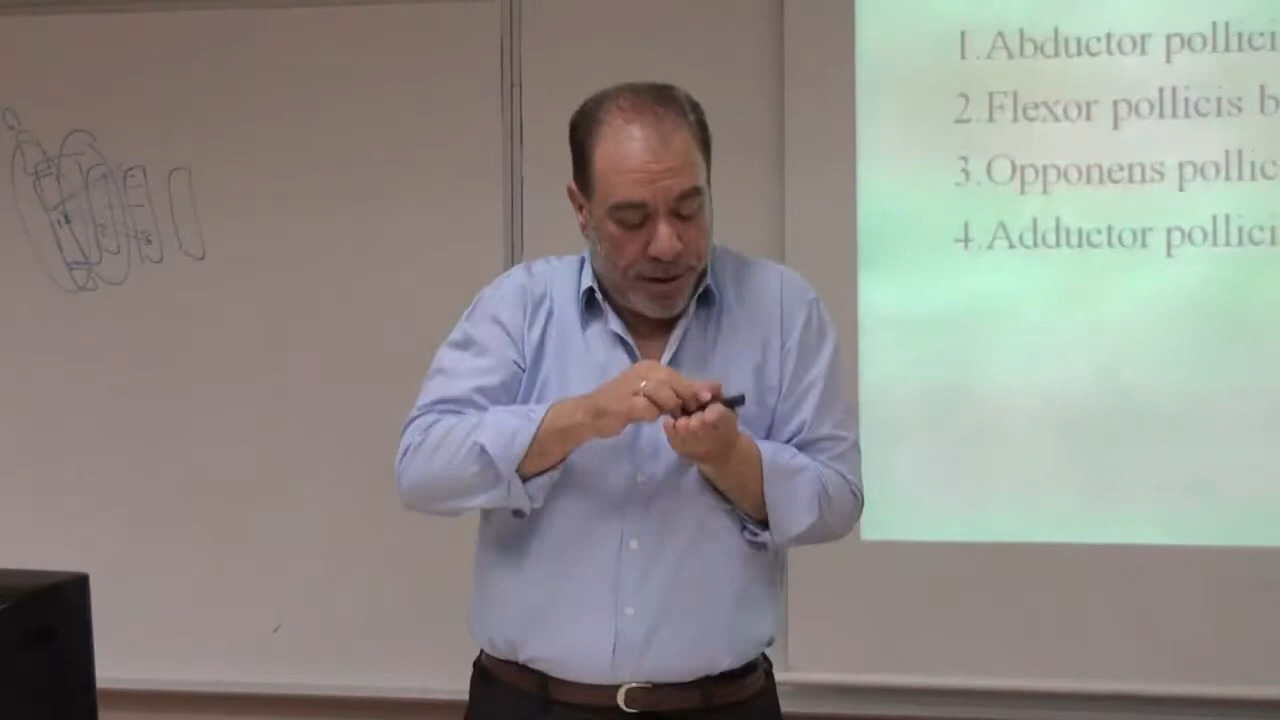 1.Abductor pollici
2.Flexor pollicis b
3.Opponens pollic
4.Adductor pollici